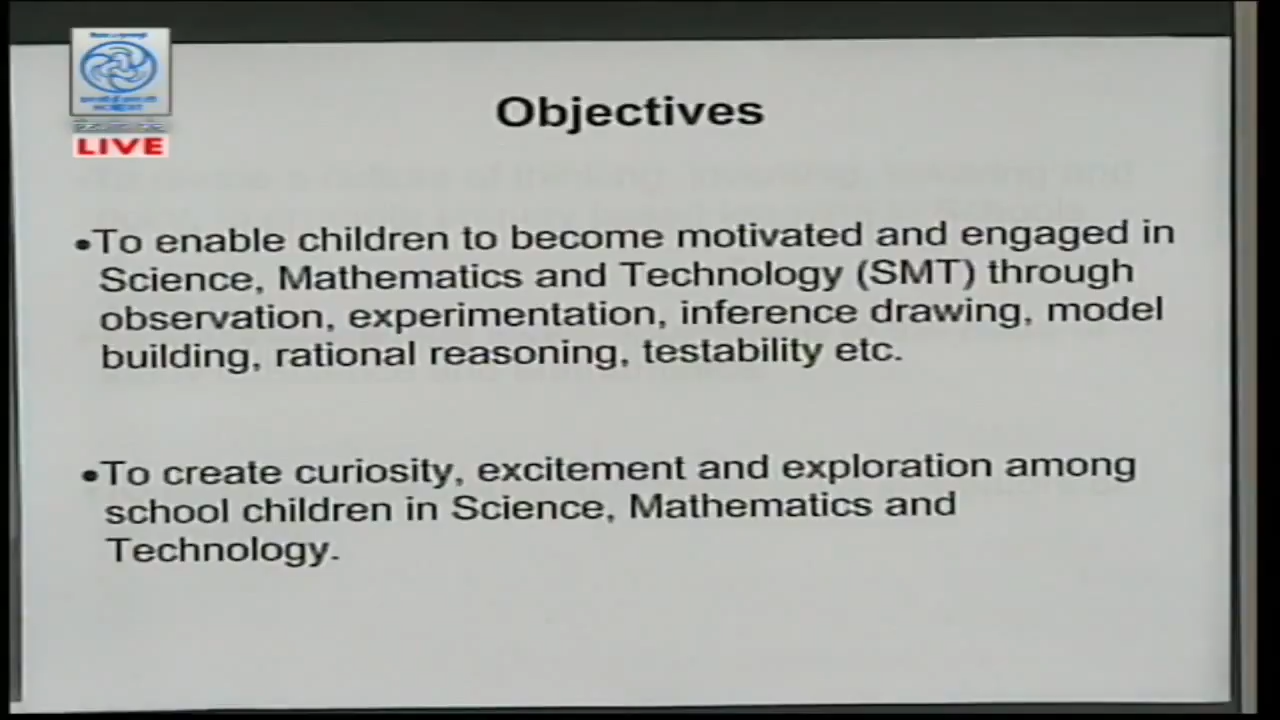 LIVE
Objectives
•To enable children to become motivated and engaged in
Science, Mathematics and Technology (SMT) through
observation, experimentation, inference drawing, model
building, rational reasoning, testability etc.
•To create curiosity, excitement and exploration among
school children in Science, Mathematics and
Technology.